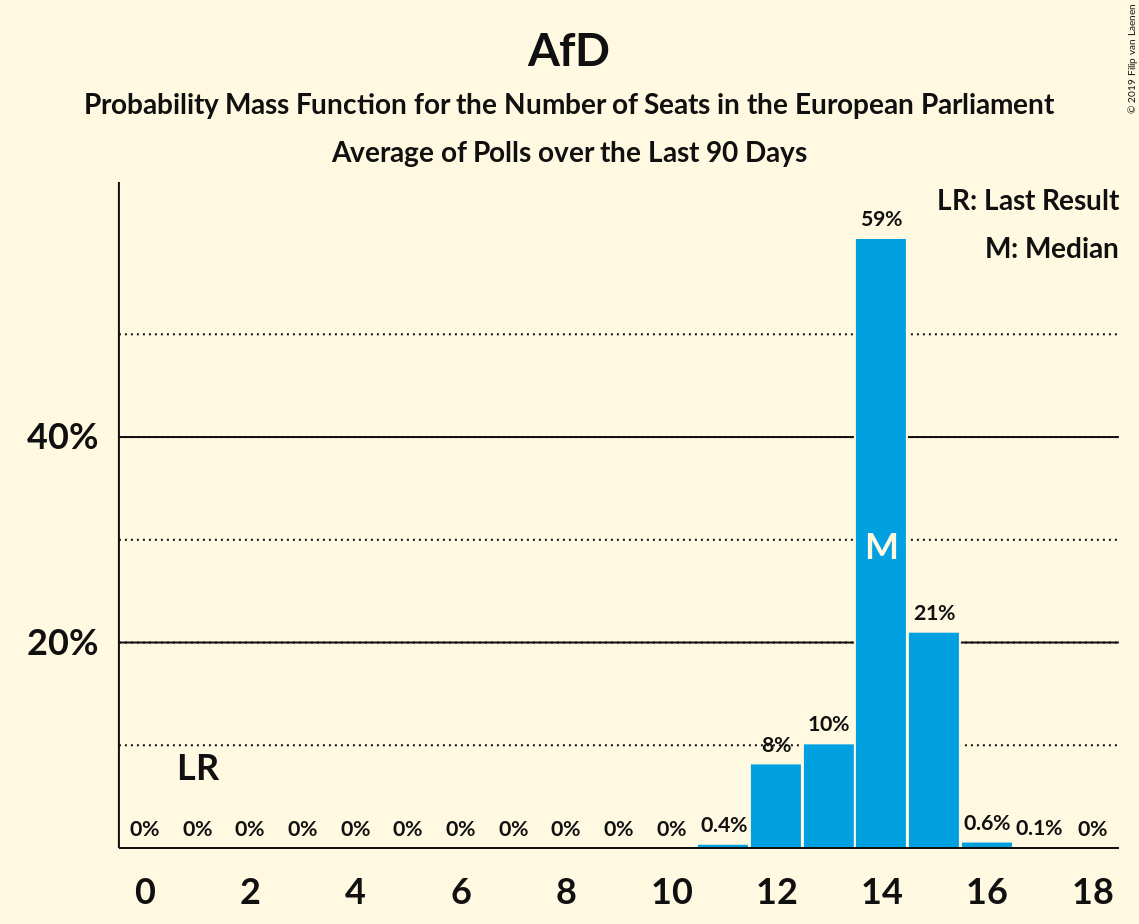 AfD
Probability Mass Function for the Number of Seats in the European Parliament
Average of Polls over the Last 90 Days
© 2019 Filip van Laenen
LR: Last Result
M: Median
59%
40%
M
21%
20%
10%
8%
LR
0% 0% 0% 0% 0% 0% 0% 0% 0% 0% 0% 0.4% 0.6% 0.1% 0%
0 2 4 6 8 10 12 14 16 18